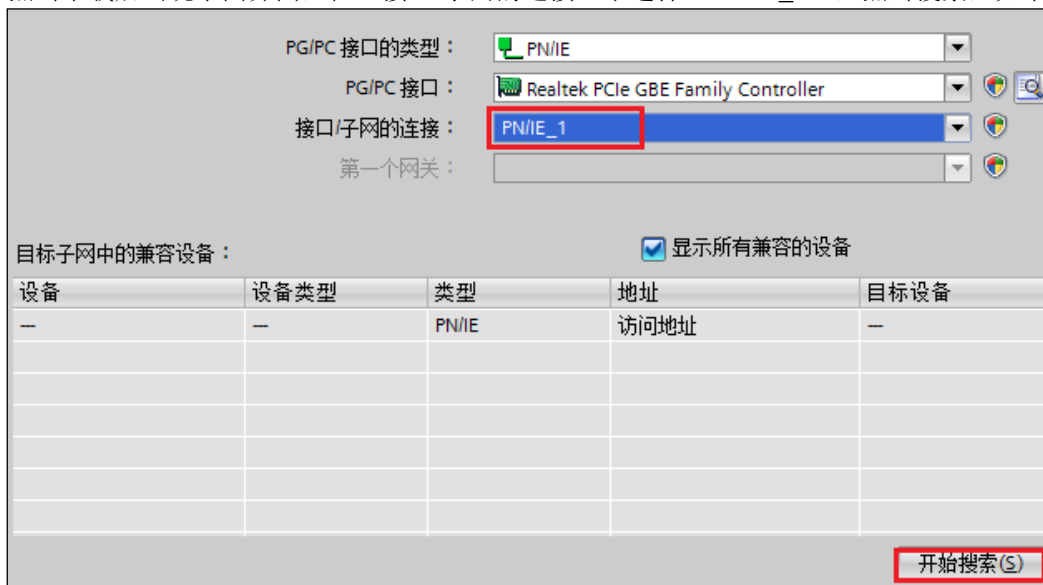 PG/PC 接口的类型： PN/IE
PG/PC 接口： Realtek PCIe GBE Family Controller
接口/子网的连接： PN/IE_1
第一个网关：
目标子网中的兼容设备： 显示所有兼容的设备
设备 设备类型 类型 地址 目标设备
— — PN/IE 访问地址 —
开始搜索(S)